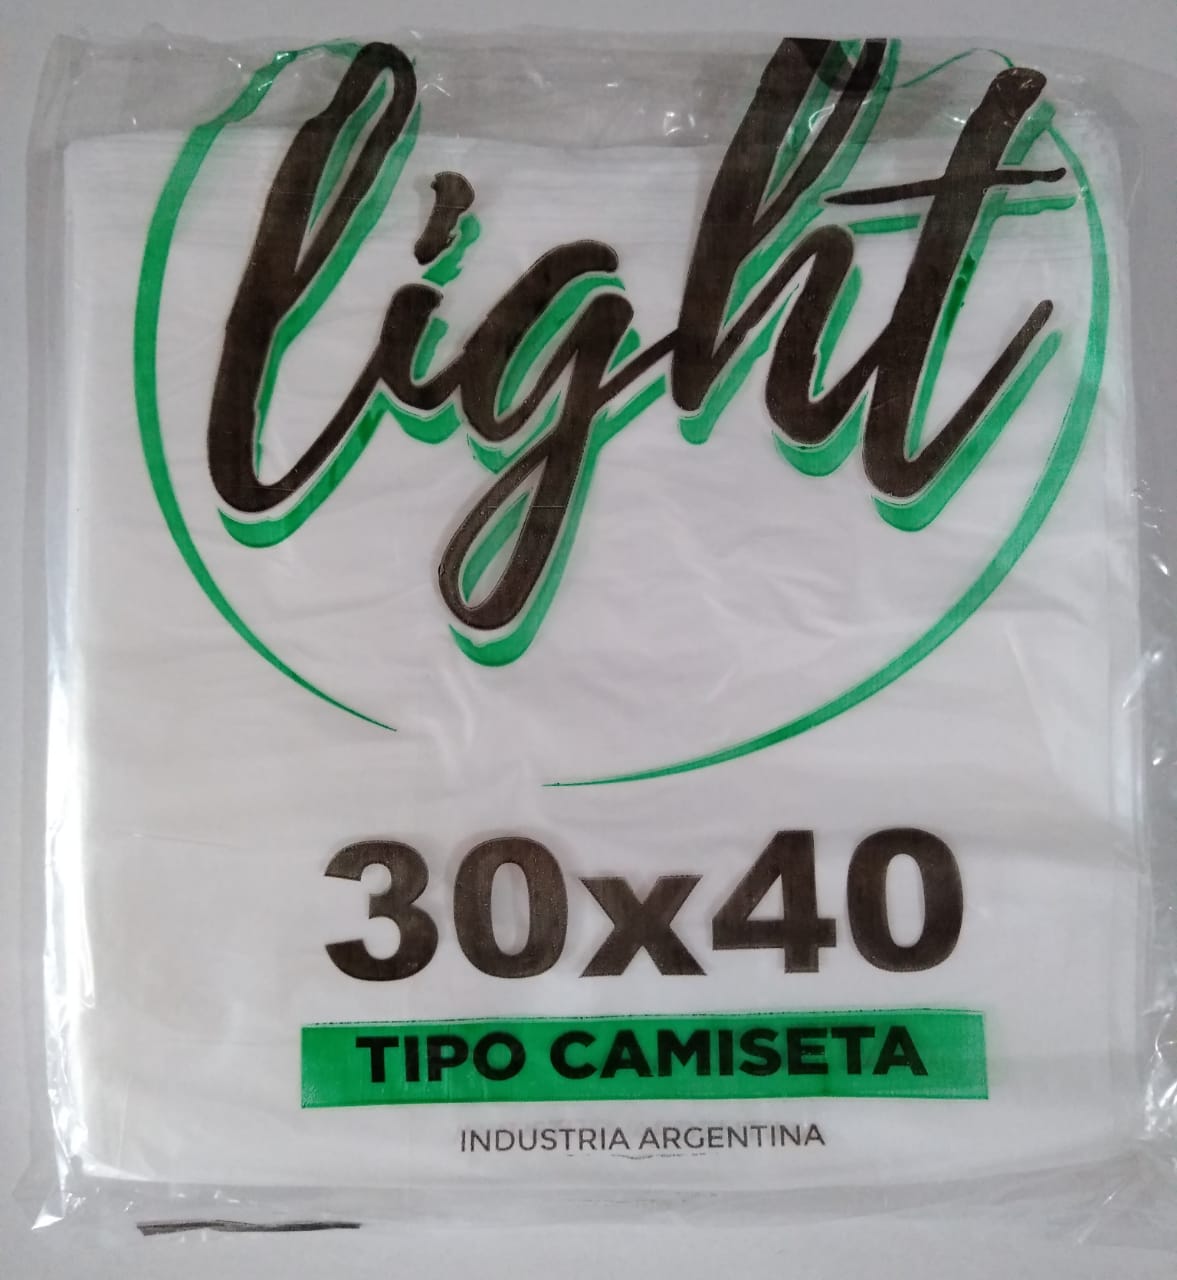 light
30x40
TIPO CAMISETA
INDUSTRIA ARGENTINA